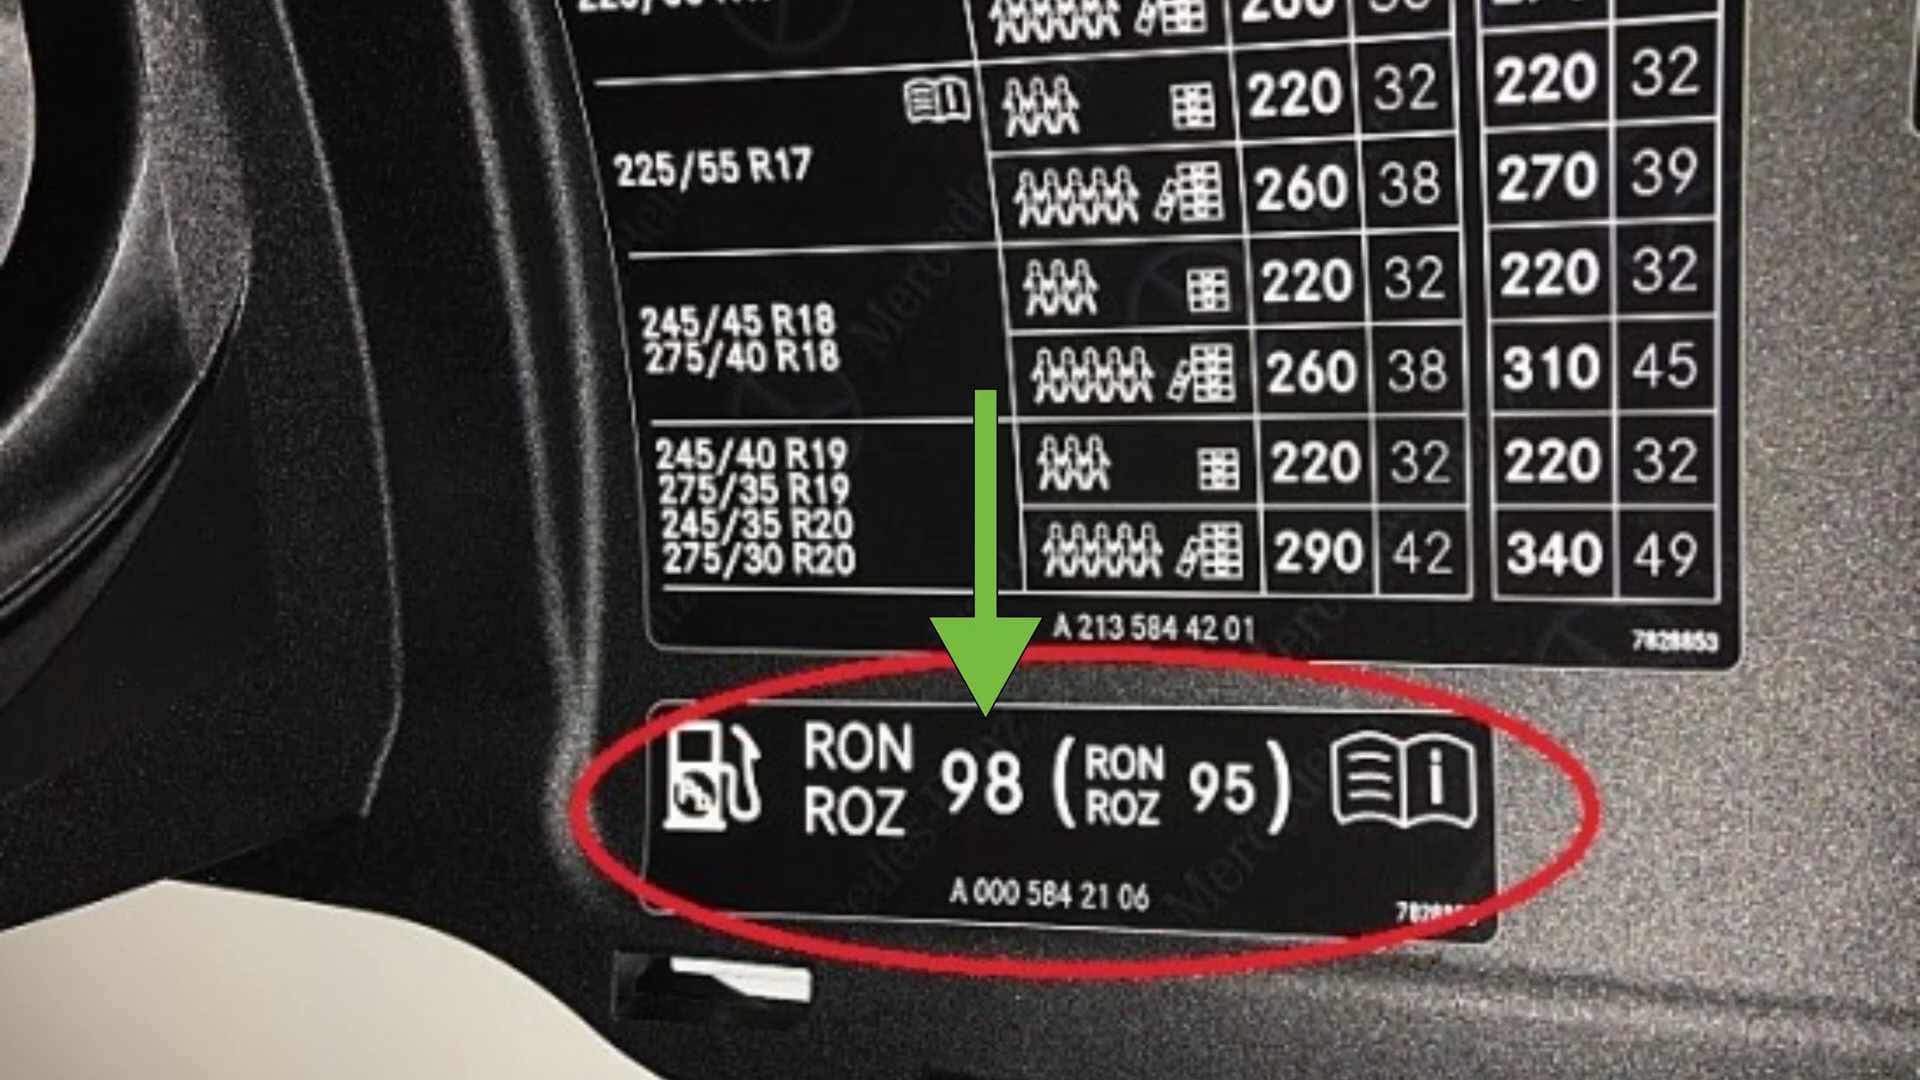 220 32 220 32
225/55 R17
260 38 270 39
220 32 220 32
245/45 R18
275/40 R18
260 38 310 45
245/40 R19
275/35 R19
220 32 220 32
245/35 R20
275/30 R20
290 42 340 49
A 213 584 42 01
7828853
RON
ROZ
98
(
RON
ROZ
95
)
i
A 000 584 21 06